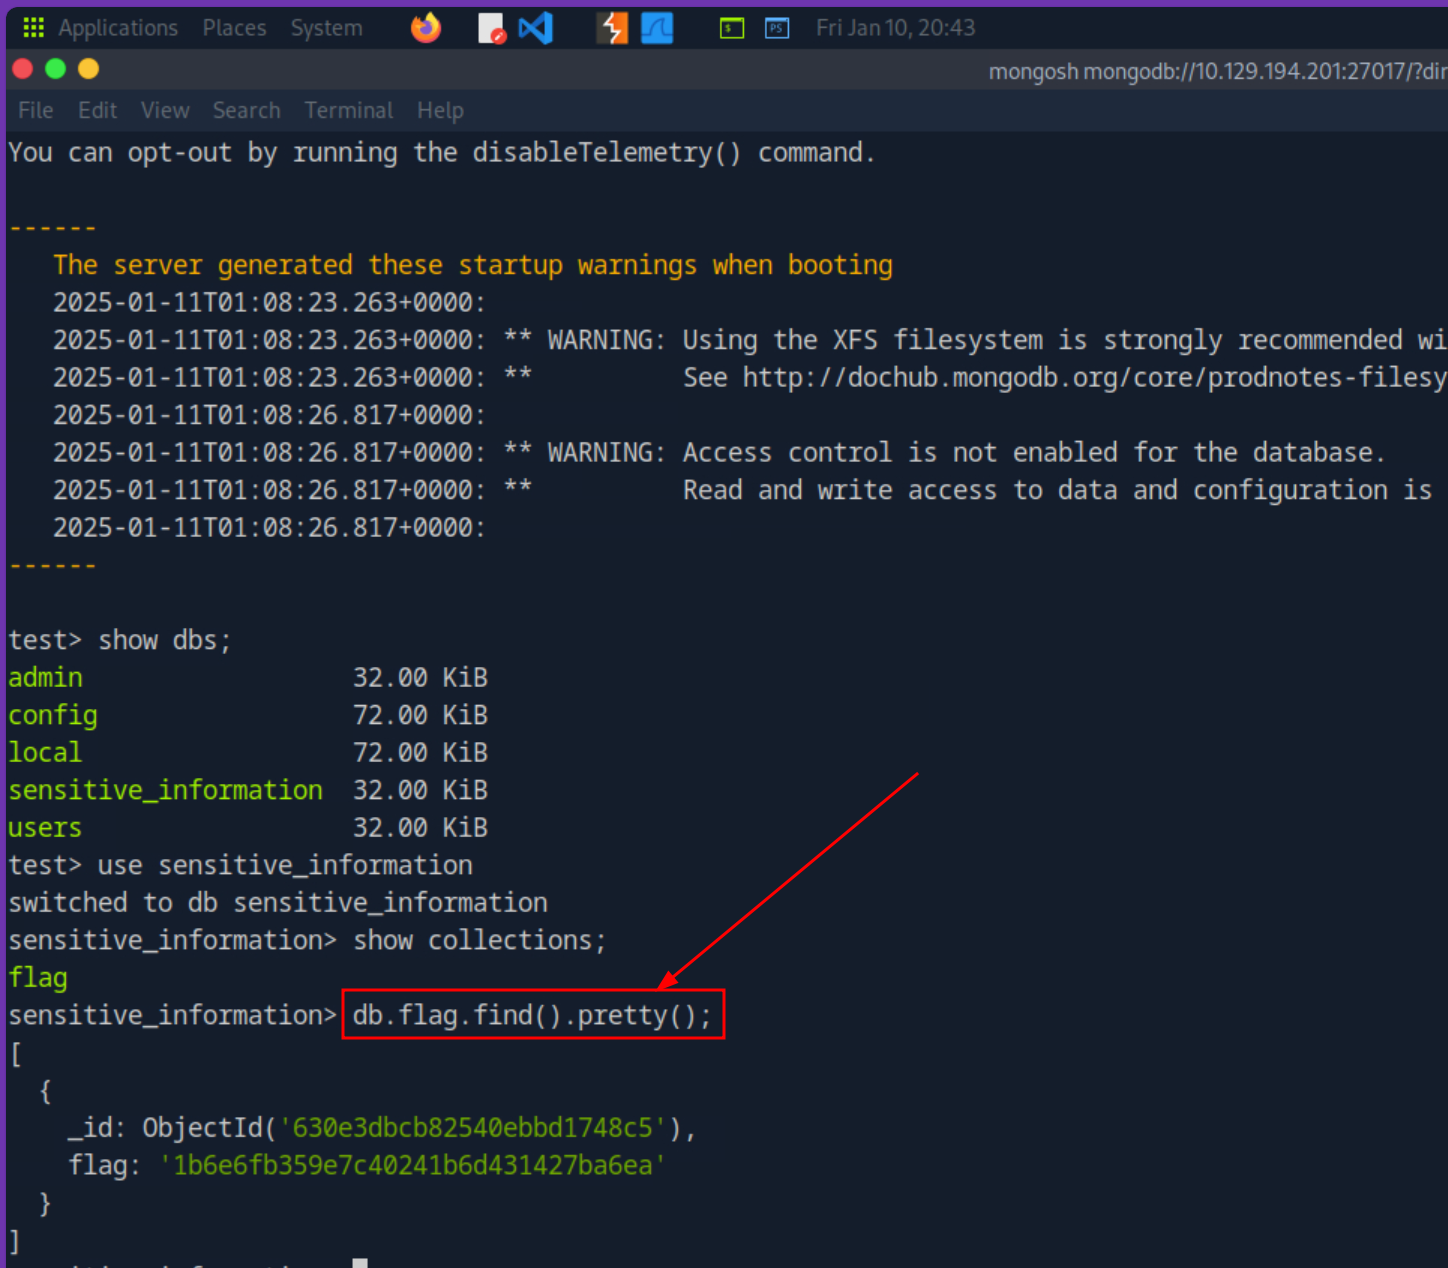 Applications Places System Fri Jan 10, 20:43
mongosh mongodb://10.129.194.201:27017/?dir
File Edit View Search Terminal Help
You can opt-out by running the disableTelemetry() command.
------
The server generated these startup warnings when booting
2025-01-11T01:08:23.263+0000:
2025-01-11T01:08:23.263+0000: ** WARNING: Using the XFS filesystem is strongly recommended wi
2025-01-11T01:08:23.263+0000: ** See http://dochub.mongodb.org/core/prodnotes-filesy
2025-01-11T01:08:26.817+0000:
2025-01-11T01:08:26.817+0000: ** WARNING: Access control is not enabled for the database.
2025-01-11T01:08:26.817+0000: ** Read and write access to data and configuration is
2025-01-11T01:08:26.817+0000:
------
test> show dbs;
admin 32.00 KiB
config 72.00 KiB
local 72.00 KiB
sensitive_information 32.00 KiB
users 32.00 KiB
test> use sensitive_information
switched to db sensitive_information
sensitive_information> show collections;
flag
sensitive_information> db.flag.find().pretty();
[
{
_id: ObjectId('630e3dbcb82540ebbd1748c5'),
flag: '1b6e6fb359e7c40241b6d431427ba6ea'
}
]